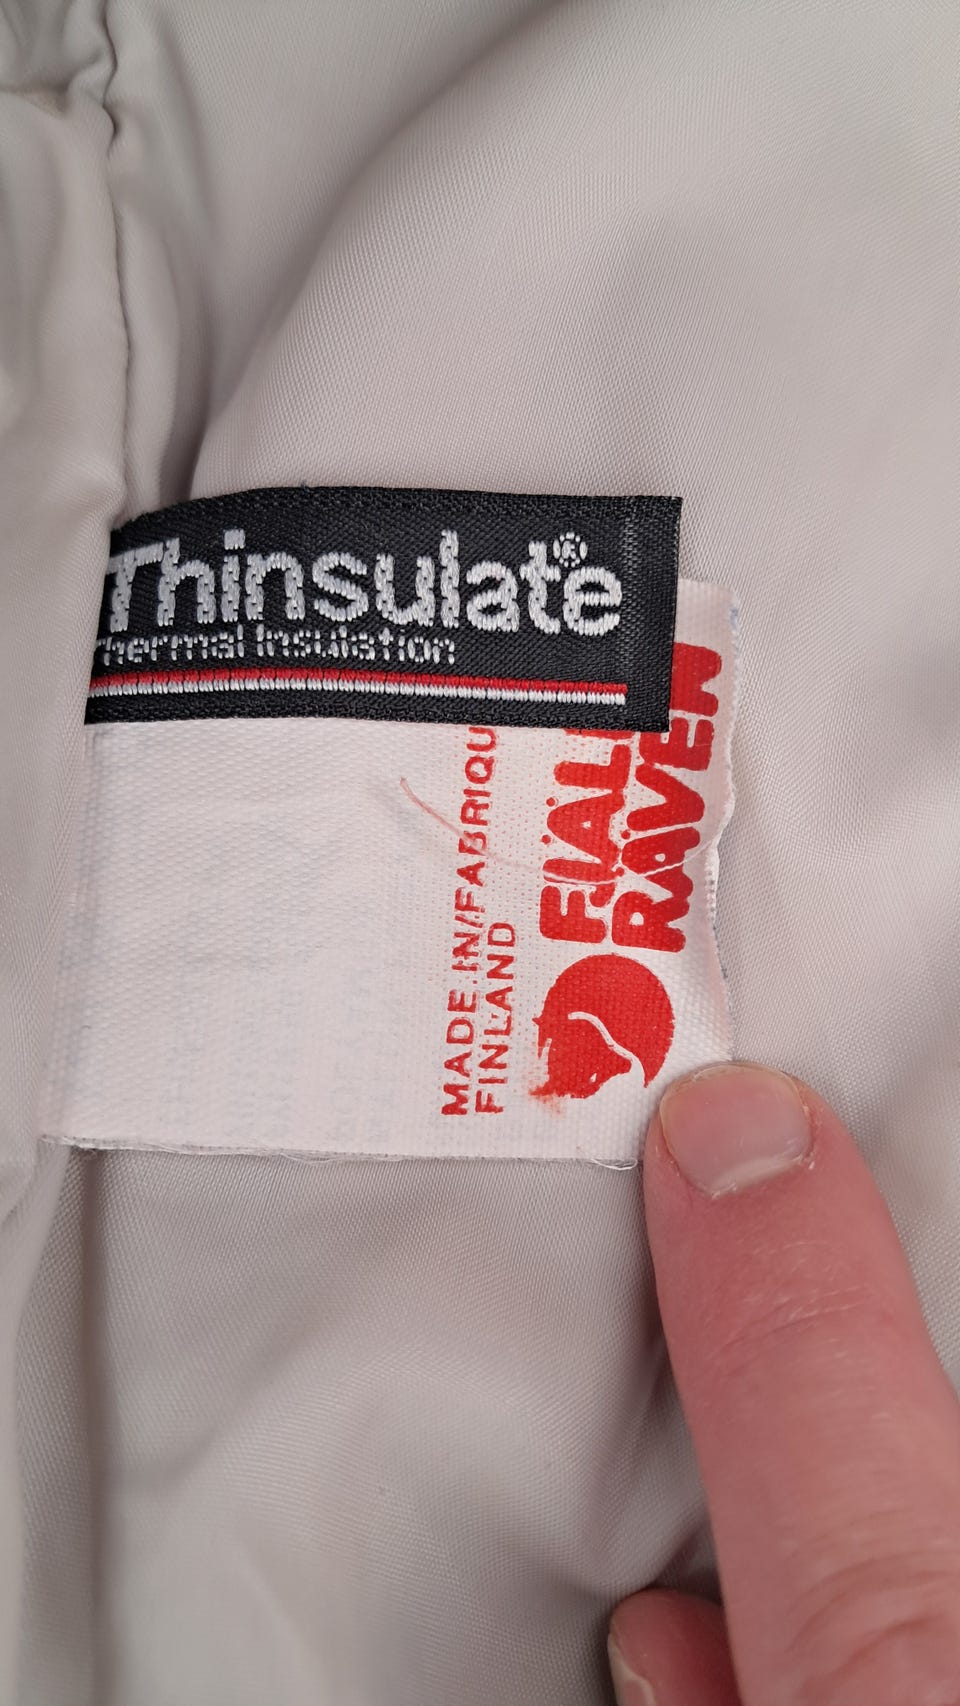 Thinsulate®
Thermal Insulation
FJÄLL
RÄVEN
MADE IN/FABRIQU
FINLAND